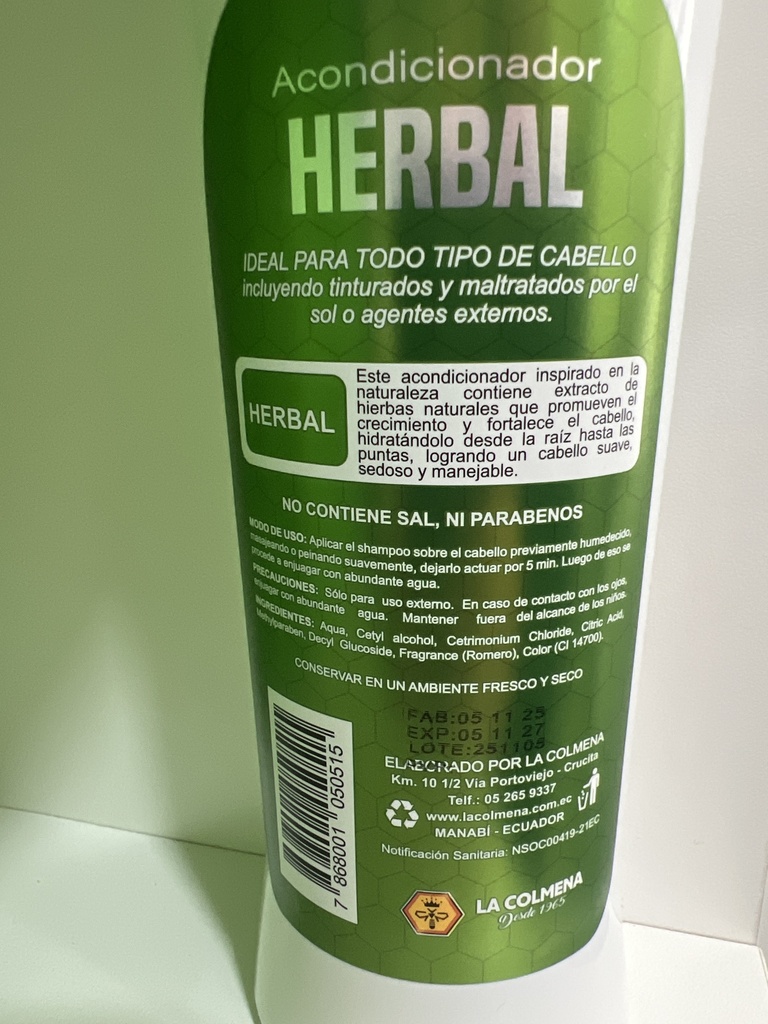 Acondicionador
HERBAL
IDEAL PARA TODO TIPO DE CABELLO
incluyendo tinturados y maltratados por el
sol o agentes externos.
HERBAL
Este acondicionador inspirado en la
naturaleza contiene extracto de
hierbas naturales que promueven el
crecimiento y fortalece el cabello,
hidratándolo desde la raíz hasta las
puntas, logrando un cabello suave,
sedoso y manejable.
NO CONTIENE SAL, NI PARABENOS
MODO DE USO: Aplicar el shampoo sobre el cabello previamente humedecido,
masajeando o peinando suavemente, dejarlo actuar por 5 min. Luego de eso se
procede a enjuagar con abundante agua.
PRECAUCIONES: Sólo para uso externo. En caso de contacto con los ojos,
enjuagar con abundante agua. Mantener fuera del alcance de los niños.
INGREDIENTES: Aqua, Cetyl alcohol, Cetrimonium Chloride, Citric Acid,
Methylparaben, Decyl Glucoside, Fragrance (Romero), Color (CI 14700).
CONSERVAR EN UN AMBIENTE FRESCO Y SECO
FAB:05 11 25
EXP:05 11 27
LOTE:251105
ELABORADO POR LA COLMENA
Km. 10 1/2 Vía Portoviejo - Crucita
Telf.: 05 265 9337
www.lacolmena.com.ec
MANABÍ - ECUADOR
Notificación Sanitaria: NSOC00419-21EC
7 868001 050515
LA COLMENA
Desde 1965